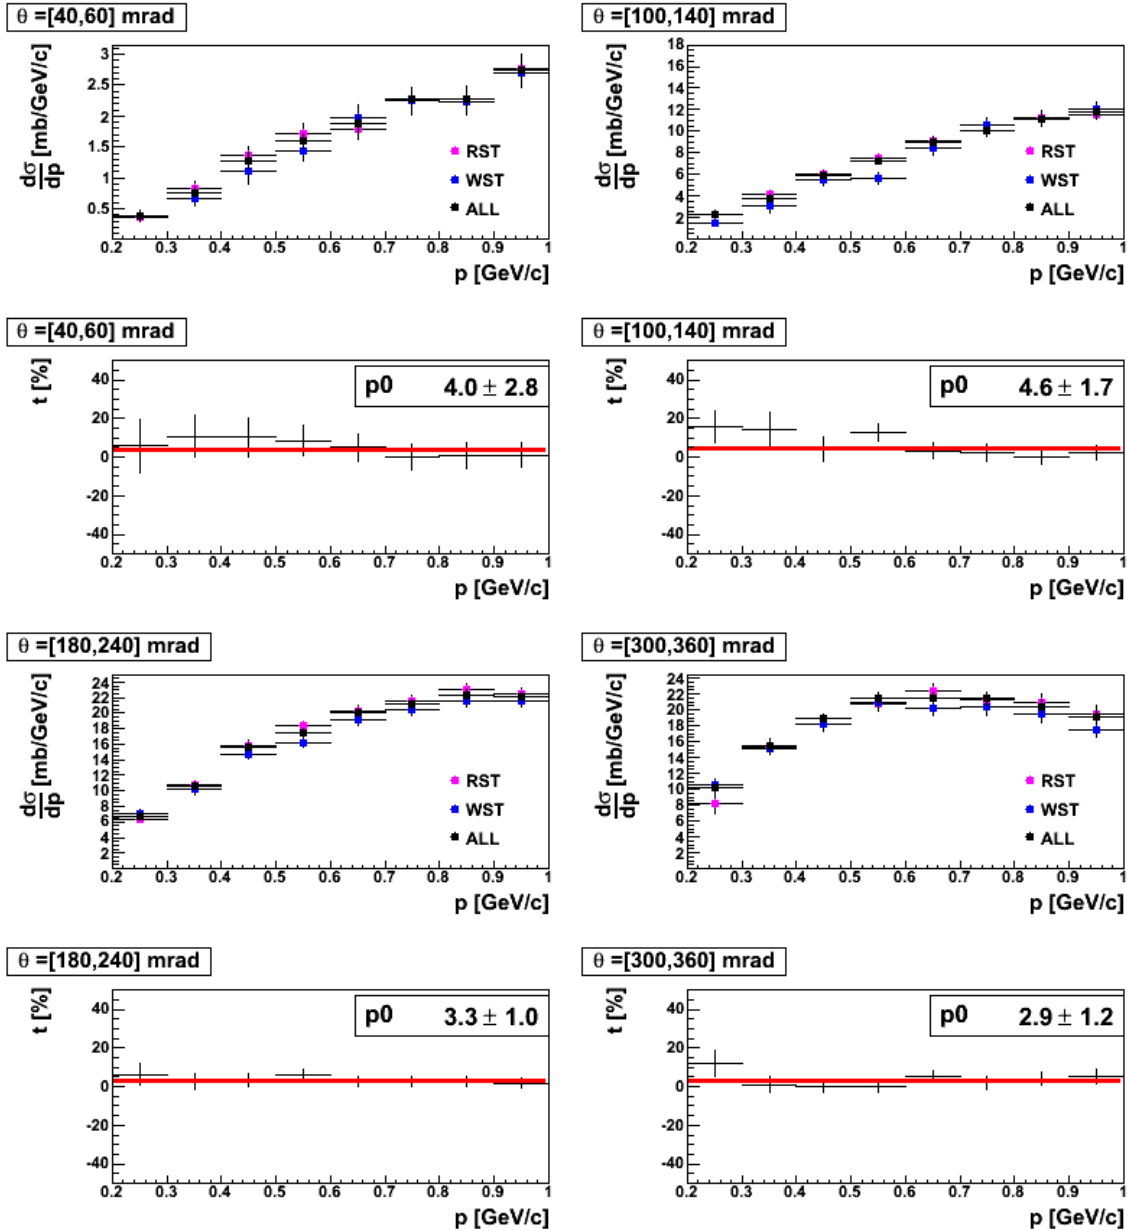 θ =[40,60] mrad
dσ/dp [mb/GeV/c]
3
2.5
2
1.5
1
0.5
RST
WST
ALL
0.2 0.3 0.4 0.5 0.6 0.7 0.8 0.9 1
p [GeV/c]
θ =[100,140] mrad
dσ/dp [mb/GeV/c]
18
16
14
12
10
8
6
4
2
RST
WST
ALL
0.2 0.3 0.4 0.5 0.6 0.7 0.8 0.9 1
p [GeV/c]
θ =[40,60] mrad
t [%]
p0 4.0 ± 2.8
40
20
0
-20
-40
0.2 0.3 0.4 0.5 0.6 0.7 0.8 0.9 1
p [GeV/c]
θ =[100,140] mrad
t [%]
p0 4.6 ± 1.7
40
20
0
-20
-40
0.2 0.3 0.4 0.5 0.6 0.7 0.8 0.9 1
p [GeV/c]
θ =[180,240] mrad
dσ/dp [mb/GeV/c]
24
22
20
18
16
14
12
10
8
6
4
2
RST
WST
ALL
0.2 0.3 0.4 0.5 0.6 0.7 0.8 0.9 1
p [GeV/c]
θ =[300,360] mrad
dσ/dp [mb/GeV/c]
24
22
20
18
16
14
12
10
8
6
4
2
RST
WST
ALL
0.2 0.3 0.4 0.5 0.6 0.7 0.8 0.9 1
p [GeV/c]
θ =[180,240] mrad
t [%]
p0 3.3 ± 1.0
40
20
0
-20
-40
0.2 0.3 0.4 0.5 0.6 0.7 0.8 0.9 1
p [GeV/c]
θ =[300,360] mrad
t [%]
p0 2.9 ± 1.2
40
20
0
-20
-40
0.2 0.3 0.4 0.5 0.6 0.7 0.8 0.9 1
p [GeV/c]